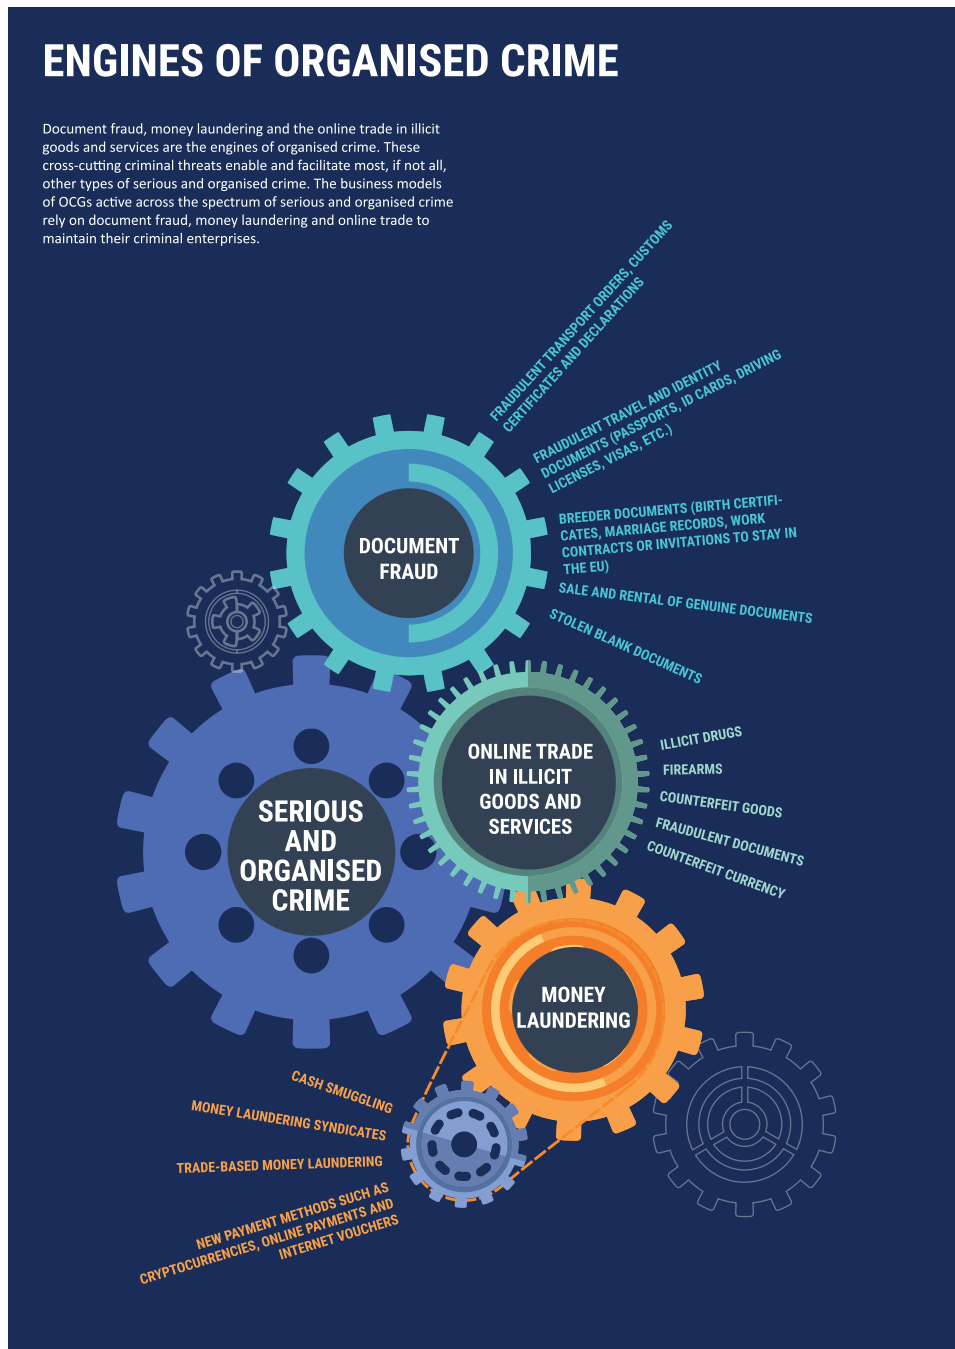 ENGINES OF ORGANISED CRIME
Document fraud, money laundering and the online trade in illicit
goods and services are the engines of organised crime. These
cross-cutting criminal threats enable and facilitate most, if not all,
other types of serious and organised crime. The business models
of OCGs active across the spectrum of serious and organised crime
rely on document fraud, money laundering and online trade to
maintain their criminal enterprises.
FRAUDULENT TRANSPORT ORDERS, CUSTOMS
CERTIFICATES AND DECLARATIONS
FRAUDULENT TRAVEL AND IDENTITY
DOCUMENTS (PASSPORTS, ID CARDS, DRIVING
LICENSES, VISAS, ETC.)
BREEDER DOCUMENTS (BIRTH CERTIFI-
CATES, MARRIAGE RECORDS, WORK
CONTRACTS OR INVITATIONS TO STAY IN
THE EU)
SALE AND RENTAL OF GENUINE DOCUMENTS
STOLEN BLANK DOCUMENTS
DOCUMENT
FRAUD
ONLINE TRADE
IN ILLICIT
GOODS AND
SERVICES
ILLICIT DRUGS
FIREARMS
COUNTERFEIT GOODS
FRAUDULENT DOCUMENTS
COUNTERFEIT CURRENCY
SERIOUS
AND
ORGANISED
CRIME
MONEY
LAUNDERING
CASH SMUGGLING
MONEY LAUNDERING SYNDICATES
TRADE-BASED MONEY LAUNDERING
NEW PAYMENT METHODS SUCH AS
CRYPTOCURRENCIES, ONLINE PAYMENTS AND
INTERNET VOUCHERS